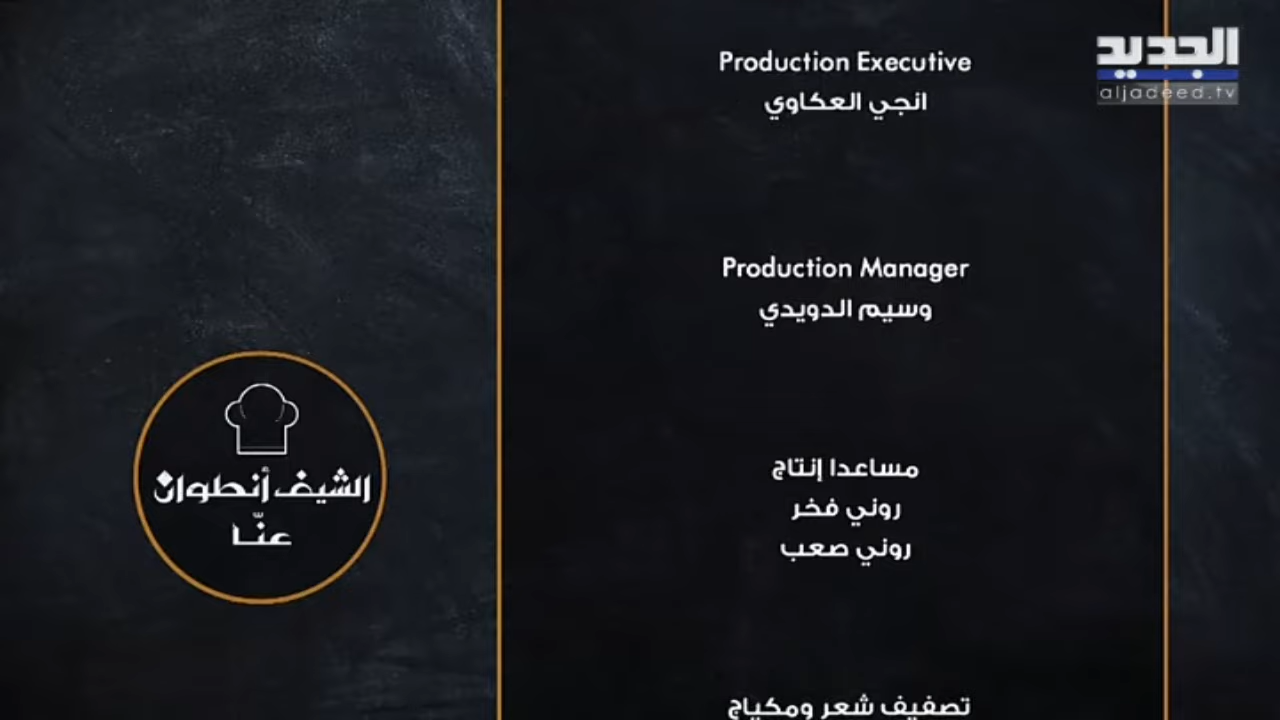 الجديد
aljadeed.tv
Production Executive
انجي العكاوي
Production Manager
وسيم الدويدي
مساعدا إنتاج
روني فخر
روني صعب
تصفيف شعر ومكياج
الشيف أنطوان
عنّا